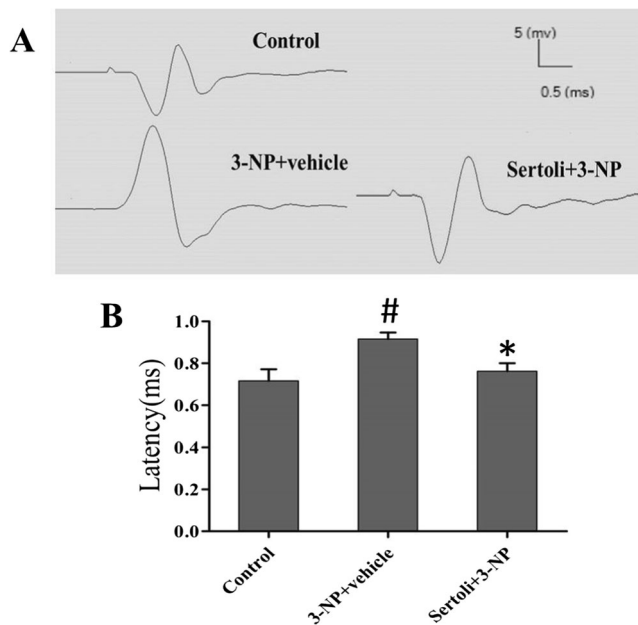 A
Control
5 (mv)
0.5 (ms)
3-NP+vehicle
Sertoli+3-NP
B
Latency(ms)
1.0
0.8
0.6
0.4
0.2
0.0
#
*
Control
3-NP+vehicle
Sertoli+3-NP